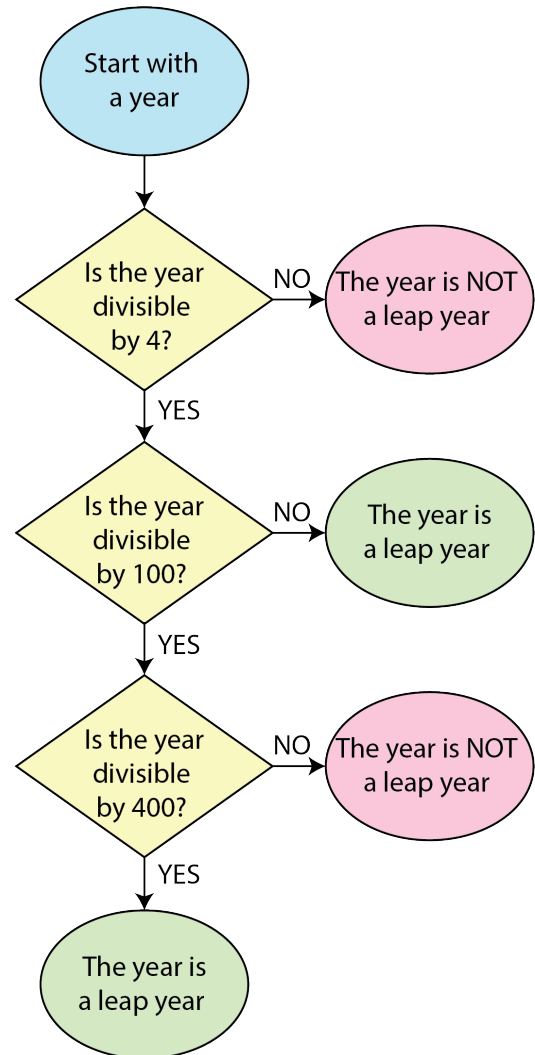 Start with
a year
Is the year
divisible
by 4?
NO
The year is NOT
a leap year
YES
Is the year
divisible
by 100?
NO
The year is
a leap year
YES
Is the year
divisible
by 400?
NO
The year is NOT
a leap year
YES
The year is
a leap year